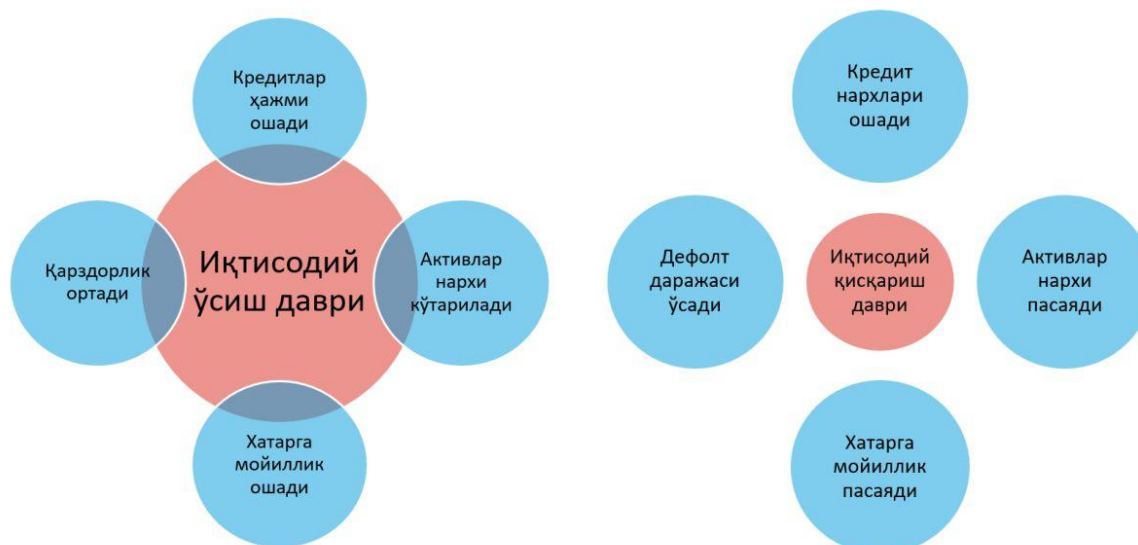 Кредитлар
ҳажми
ошади
Қарздорлик
ортади
Иқтисодий
ўсиш даври
Активлар
нархи
кўтарилади
Хатарга
мойиллик
ошади
Кредит
нархлари
ошади
Дефолт
даражаси
ўсади
Иқтисодий
қисқариш
даври
Активлар
нархи
пасаяди
Хатарга
мойиллик
пасаяди